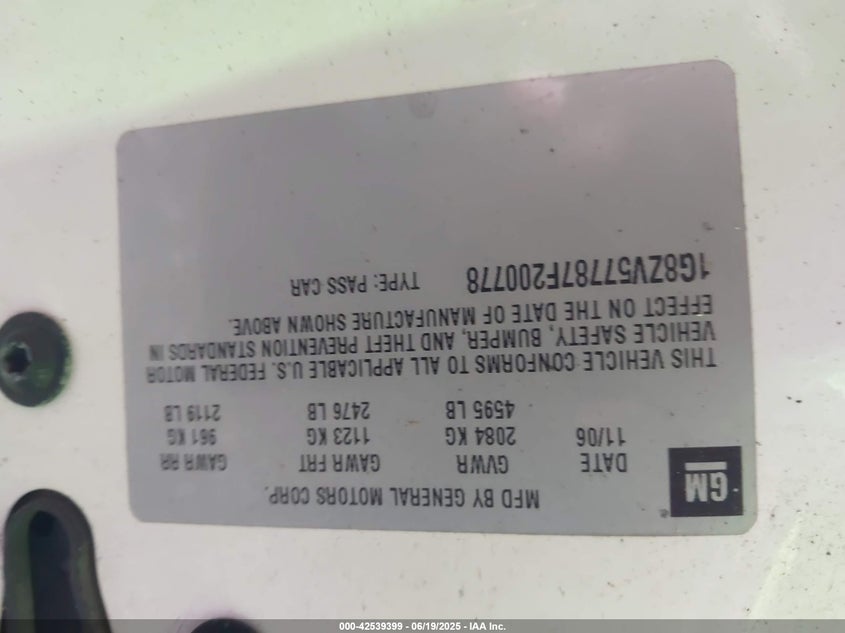 GM
MFD BY GENERAL MOTORS CORP.
DATE GVWR GAWR FRT GAWR RR
11/06 2084 KG 1123 KG 961 KG
4595 LB 2476 LB 2119 LB
THIS VEHICLE CONFORMS TO ALL APPLICABLE U.S. FEDERAL MOTOR
VEHICLE SAFETY, BUMPER, AND THEFT PREVENTION STANDARDS IN
EFFECT ON THE DATE OF MANUFACTURE SHOWN ABOVE.
1G8ZV57787F200778 TYPE: PASS CAR
000-42539399 - 06/19/2025 - IAA Inc.